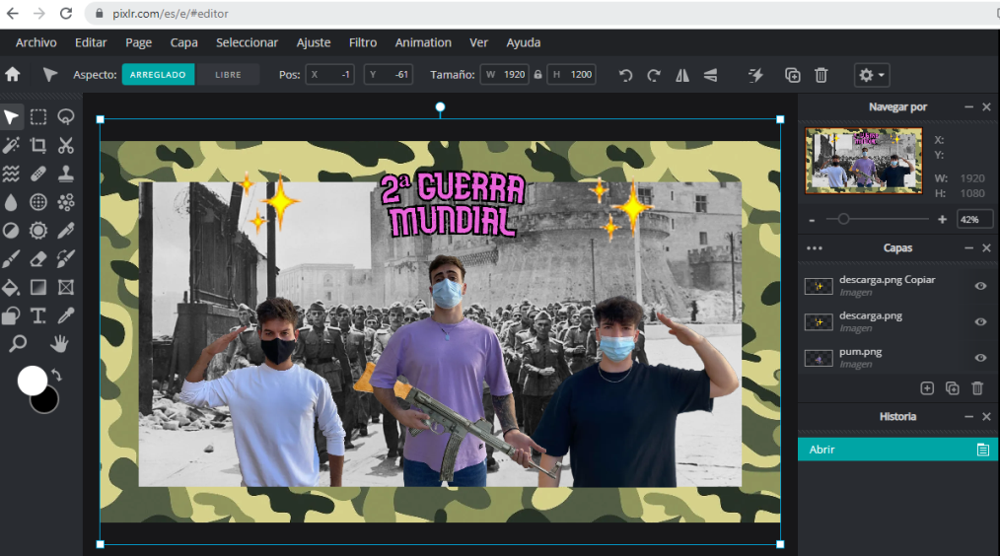 pixlr.com/es/e/#editor
Archivo Editar Page Capa Seleccionar Ajuste Filtro Animation Ver Ayuda
Aspecto: ARREGLADO LIBRE Pos: X -1 Y -61 Tamaño: W 1920 H 1200
Navegar por
X:
Y:
W: 1920
H: 1080
- + 42%
Capas
descarga.png Copiar
Imagen
descarga.png
Imagen
pum.png
Imagen
Historia
Abrir
2ª GUERRA
MUNDIAL